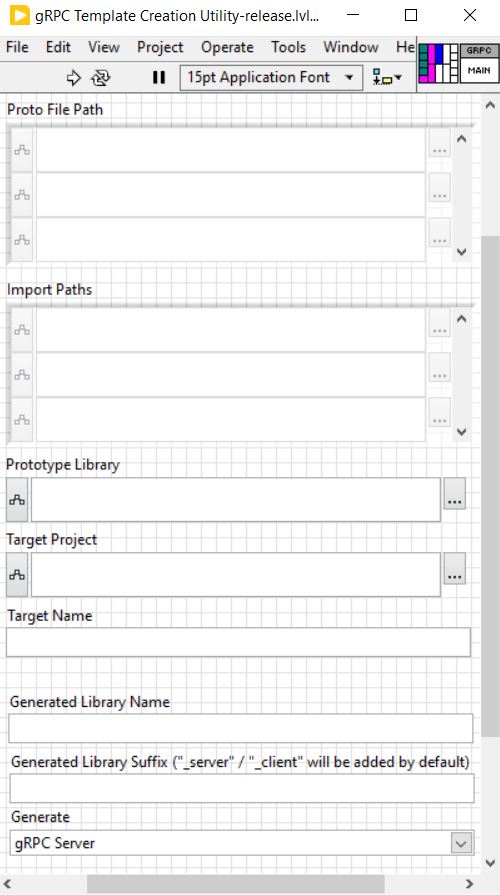 gRPC Template Creation Utility-release.lvl...
File Edit View Project Operate Tools Window He
GRPC
MAIN
15pt Application Font
Proto File Path
...
...
...
Import Paths
...
...
...
Prototype Library
...
Target Project
...
Target Name
Generated Library Name
Generated Library Suffix ("_server" / "_client" will be added by default)
Generate
gRPC Server